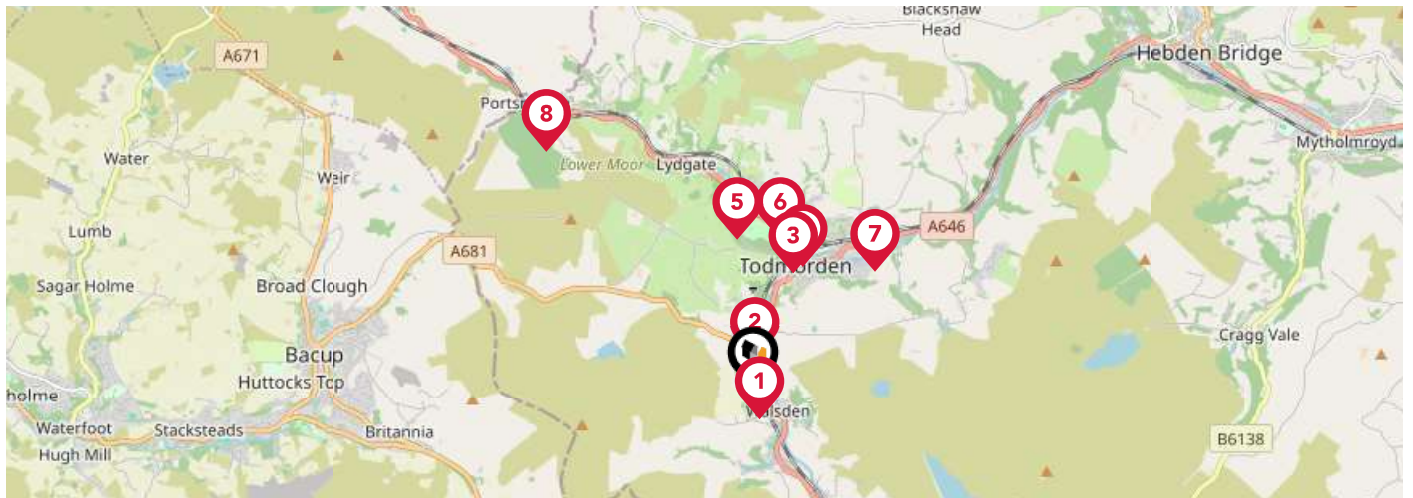 Blackshaw
Head
A671
Hebden Bridge
8
Mytholmroyd
Water
Lower Moor
Lydgate
Weir
5
6
3
7
A646
Lumb
A681
Todmorden
Sagar Holme
Broad Clough
2
Cragg Vale
Bacup
1
Huttocks Tcp
holme
Walsden
Waterfoot
Stacksteads
Britannia
B6138
Hugh Mill